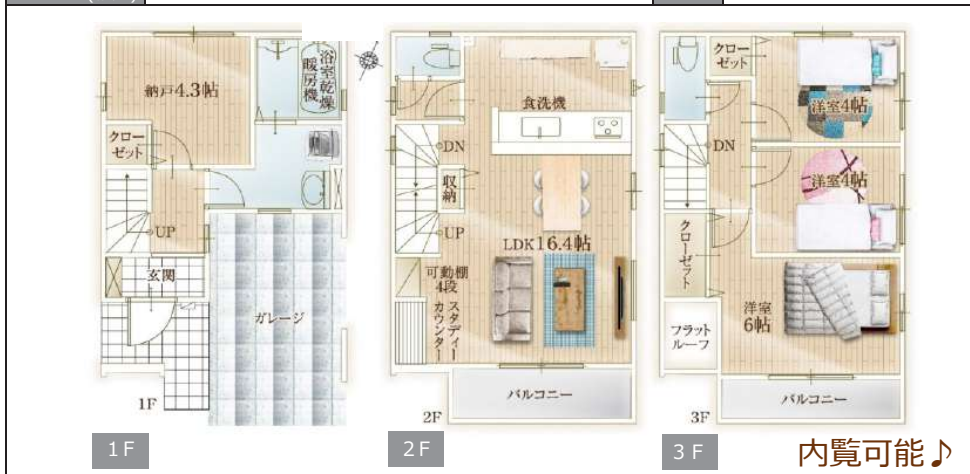 納戸4.3帖
浴室乾燥
暖房機
クロー
ゼット
UP
玄関
ガレージ
1F
1F
食洗機
DN
収納
UP
LDK16.4帖
可動棚
4段
スタディー
カウンター
バルコニー
2F
2F
クロー
ゼット
洋室4帖
DN
洋室4帖
クローゼット
洋室
6帖
フラット
ルーフ
バルコニー
3F
3F
内覧可能♪